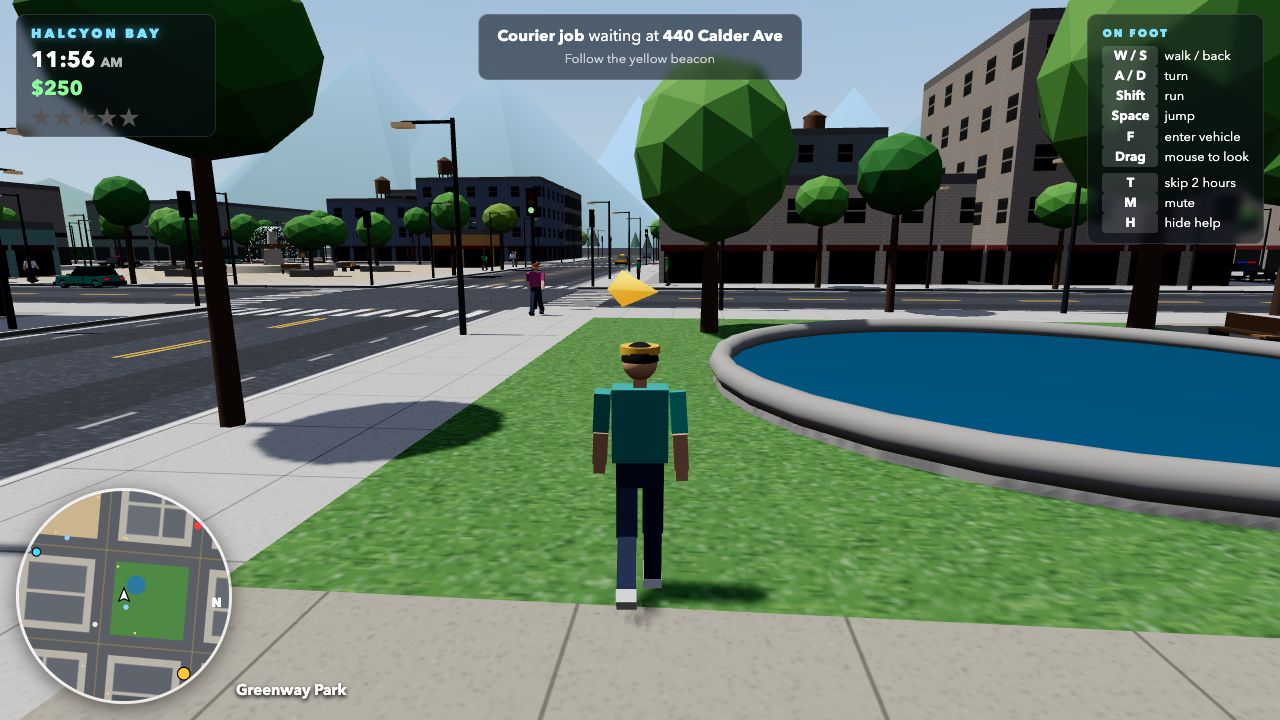 HALCYON BAY
11:56 AM
$250
Courier job waiting at 440 Calder Ave
Follow the yellow beacon
ON FOOT
W / S walk / back
A / D turn
Shift run
Space jump
F enter vehicle
Drag mouse to look
T skip 2 hours
M mute
H hide help
N
Greenway Park